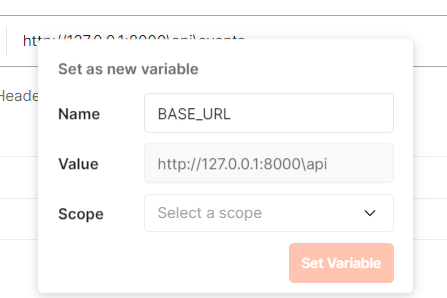 http://127.0.0.1:8000\api\events
Heade
Set as new variable
Name BASE_URL
Value http://127.0.0.1:8000\api
Scope Select a scope
Set Variable